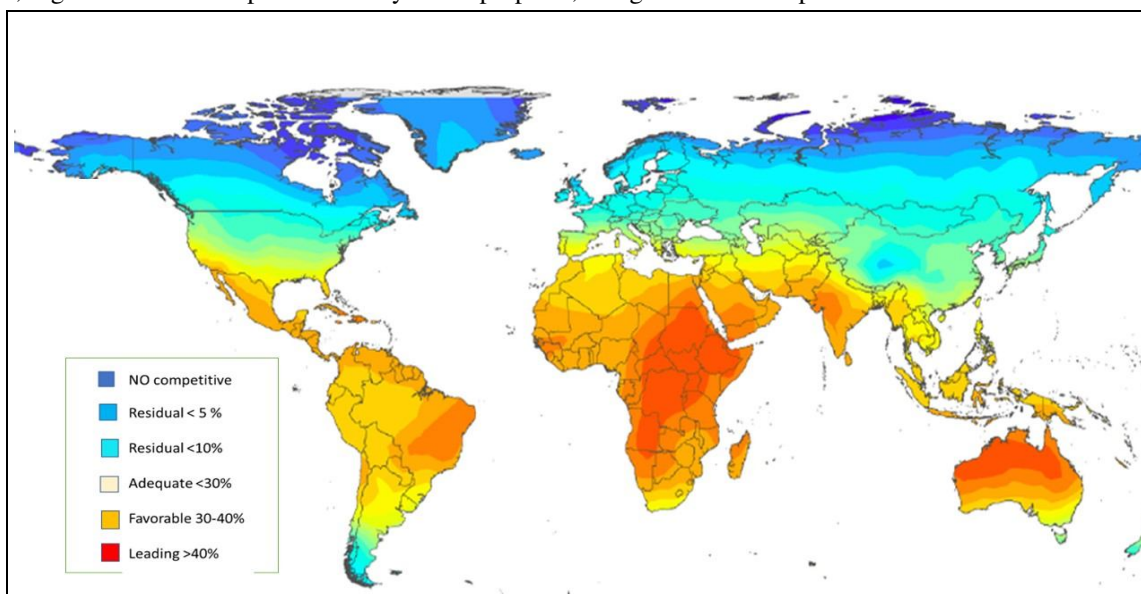 NO competitive
Residual < 5 %
Residual <10%
Adequate <30%
Favorable 30-40%
Leading >40%